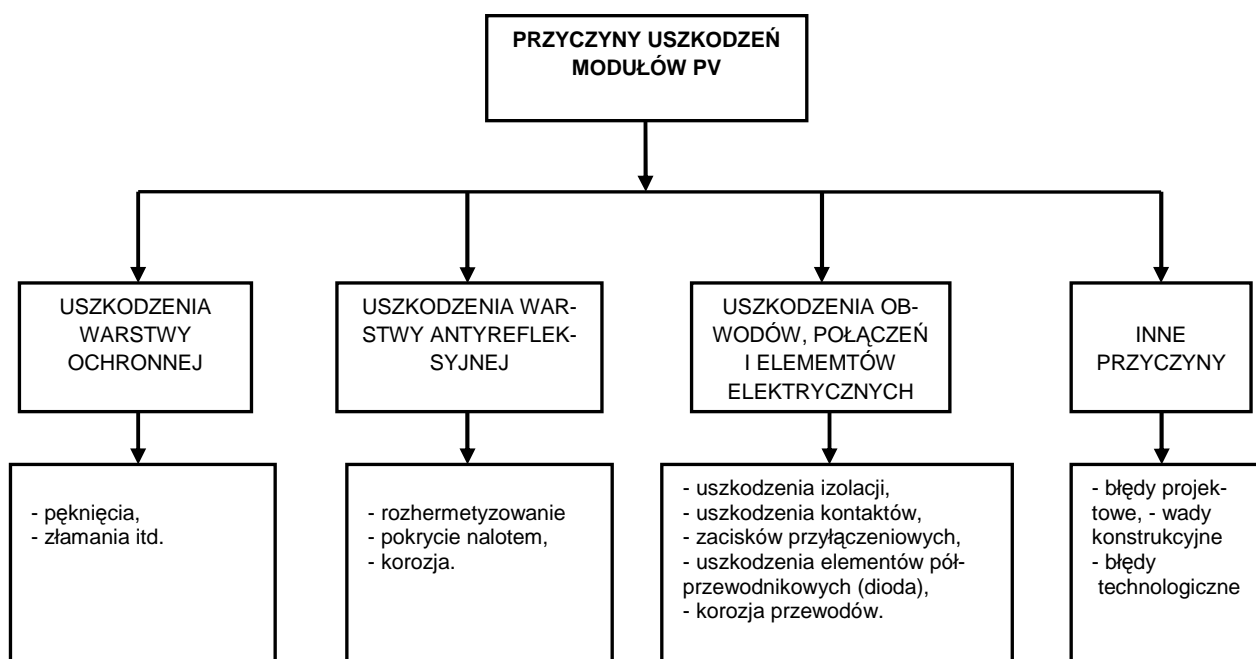 PRZYCZYNY USZKODZEŃ
MODUŁÓW PV
USZKODZENIA
WARSTWY
OCHRONNEJ
USZKODZENIA WAR-
STWY ANTYREFLEK-
SYJNEJ
USZKODZENIA OB-
WODÓW, POŁĄCZEŃ
I ELEMEMTÓW
ELEKTRYCZNYCH
INNE
PRZYCZYNY
- pęknięcia,
- złamania itd.
- rozhermetyzowanie
- pokrycie nalotem,
- korozja.
- uszkodzenia izolacji,
- uszkodzenia kontaktów,
- zacisków przyłączeniowych,
- uszkodzenia elementów pół-
przewodnikowych (dioda),
- korozja przewodów.
- błędy projek-
towe, - wady
konstrukcyjne
- błędy
technologiczne